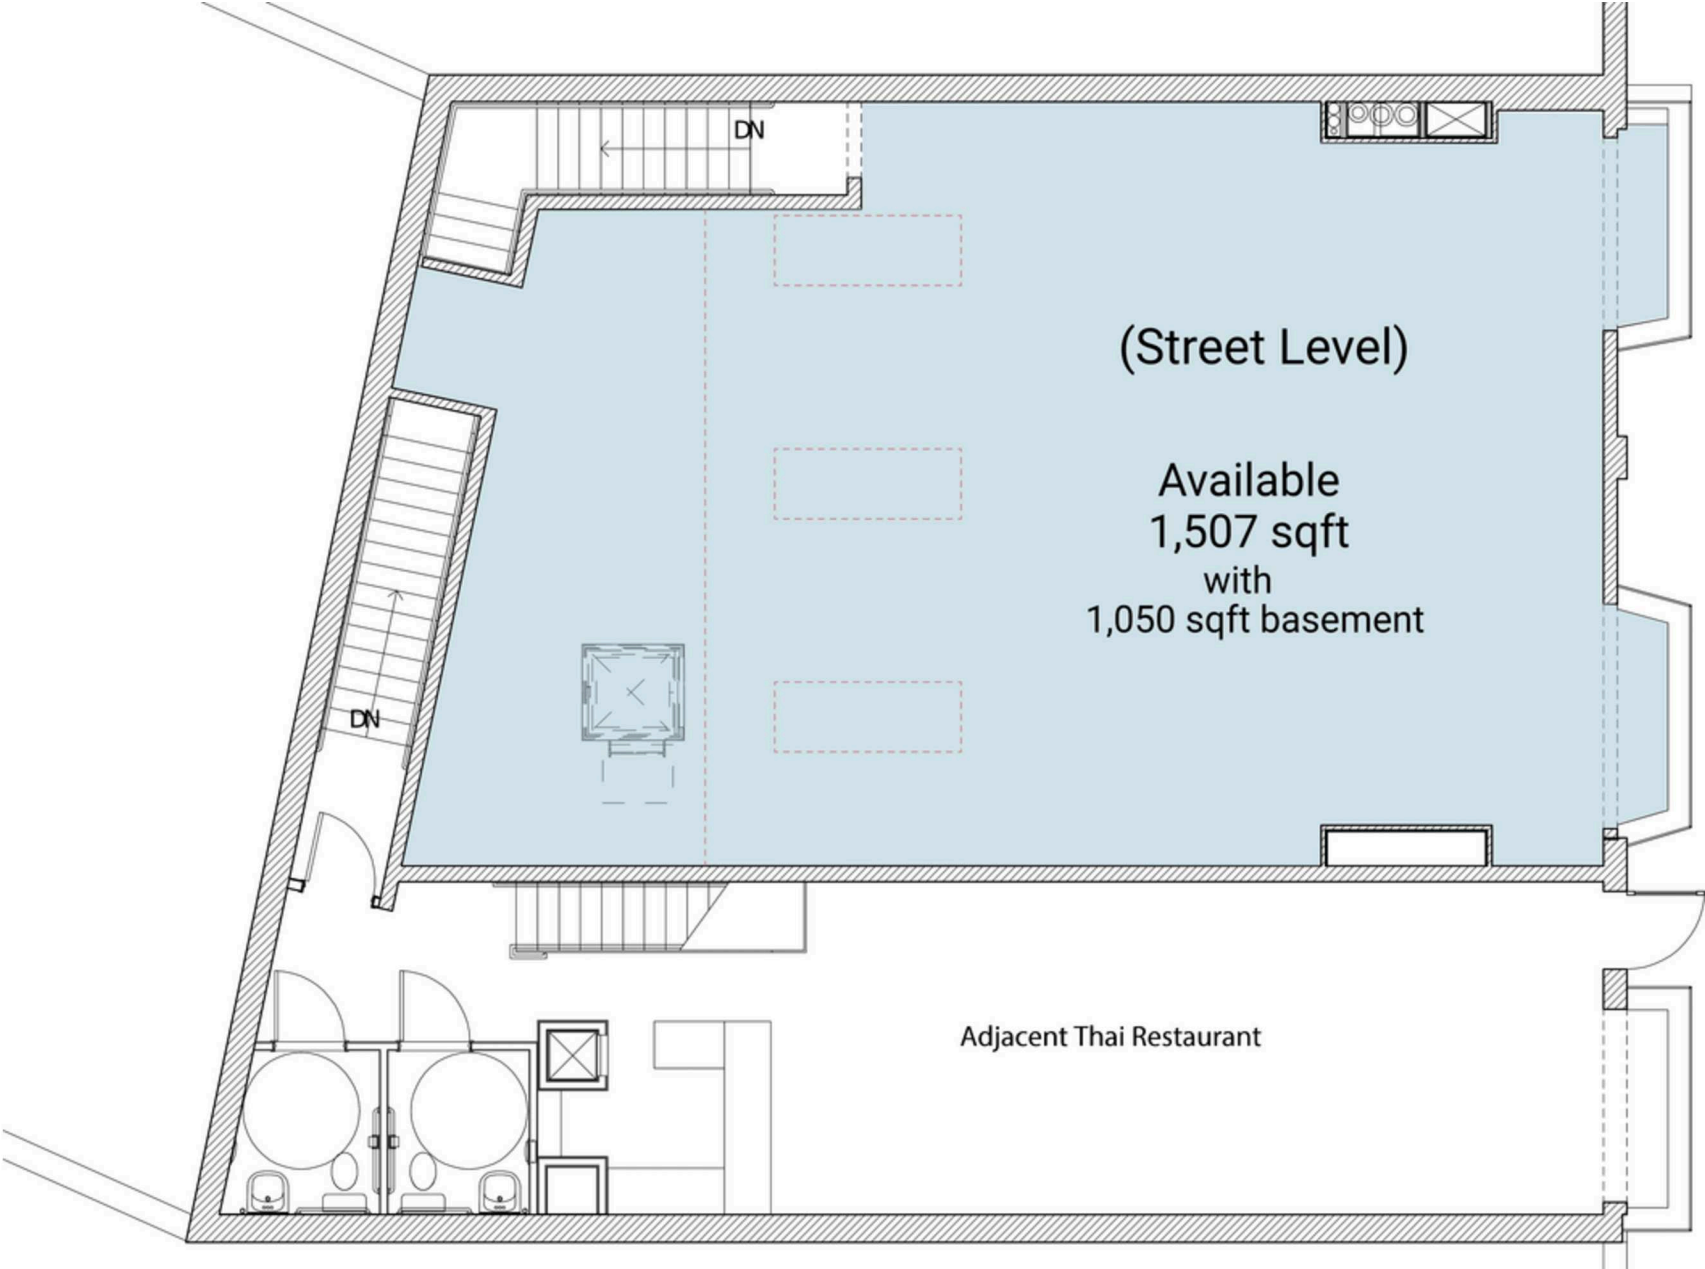 DN
(Street Level)
Available
1,507 sqft
with
1,050 sqft basement
DN
Adjacent Thai Restaurant